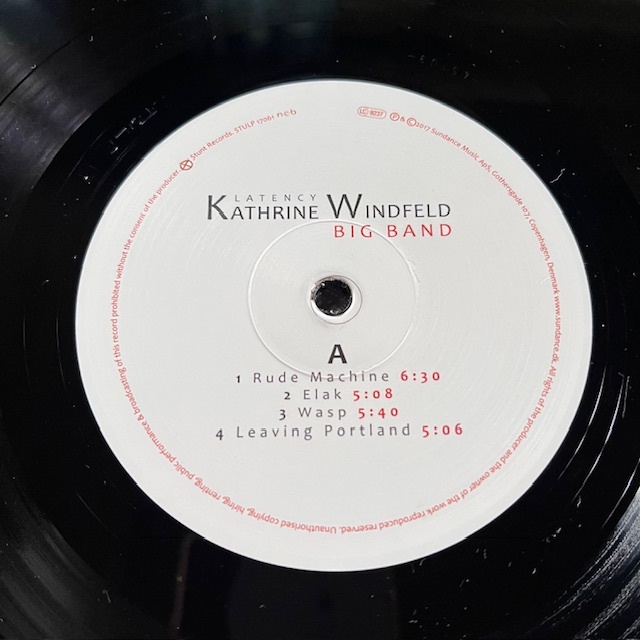 Stunt Records STULP 17061 ncb
LC 8237 ℗ & © 2017 Sundance Music ApS, Gothersgade 107, Copenhagen, Denmark www.sundance.dk. All rights of the producer and the owner of the work reproduced reserved. Unauthorised copying, hiring, renting, public performance & broadcasting of this record prohibited without the consent of the producer.
LATENCY
KATHRINE WINDFELD
BIG BAND
A
1 Rude Machine 6:30
2 Elak 5:08
3 Wasp 5:40
4 Leaving Portland 5:06